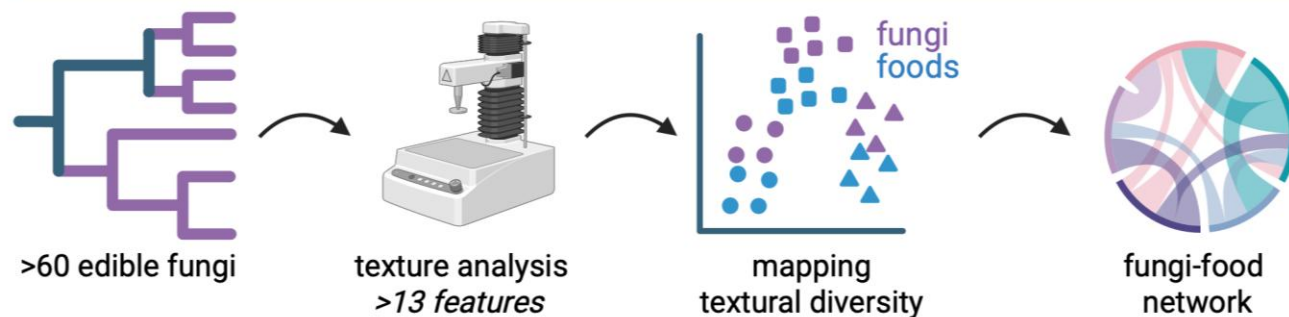 fungi
foods
>60 edible fungi
texture analysis
>13 features
mapping
textural diversity
fungi-food
network